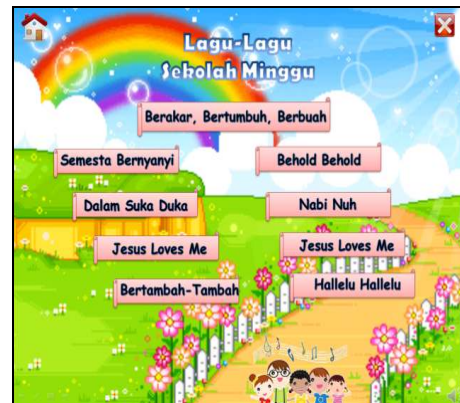 Lagu-Lagu
Sekolah Minggu
Berakar, Bertumbuh, Berbuah
Semesta Bernyanyi
Behold Behold
Dalam Suka Duka
Nabi Nuh
Jesus Loves Me
Jesus Loves Me
Bertambah-Tambah
Hallelu Hallelu